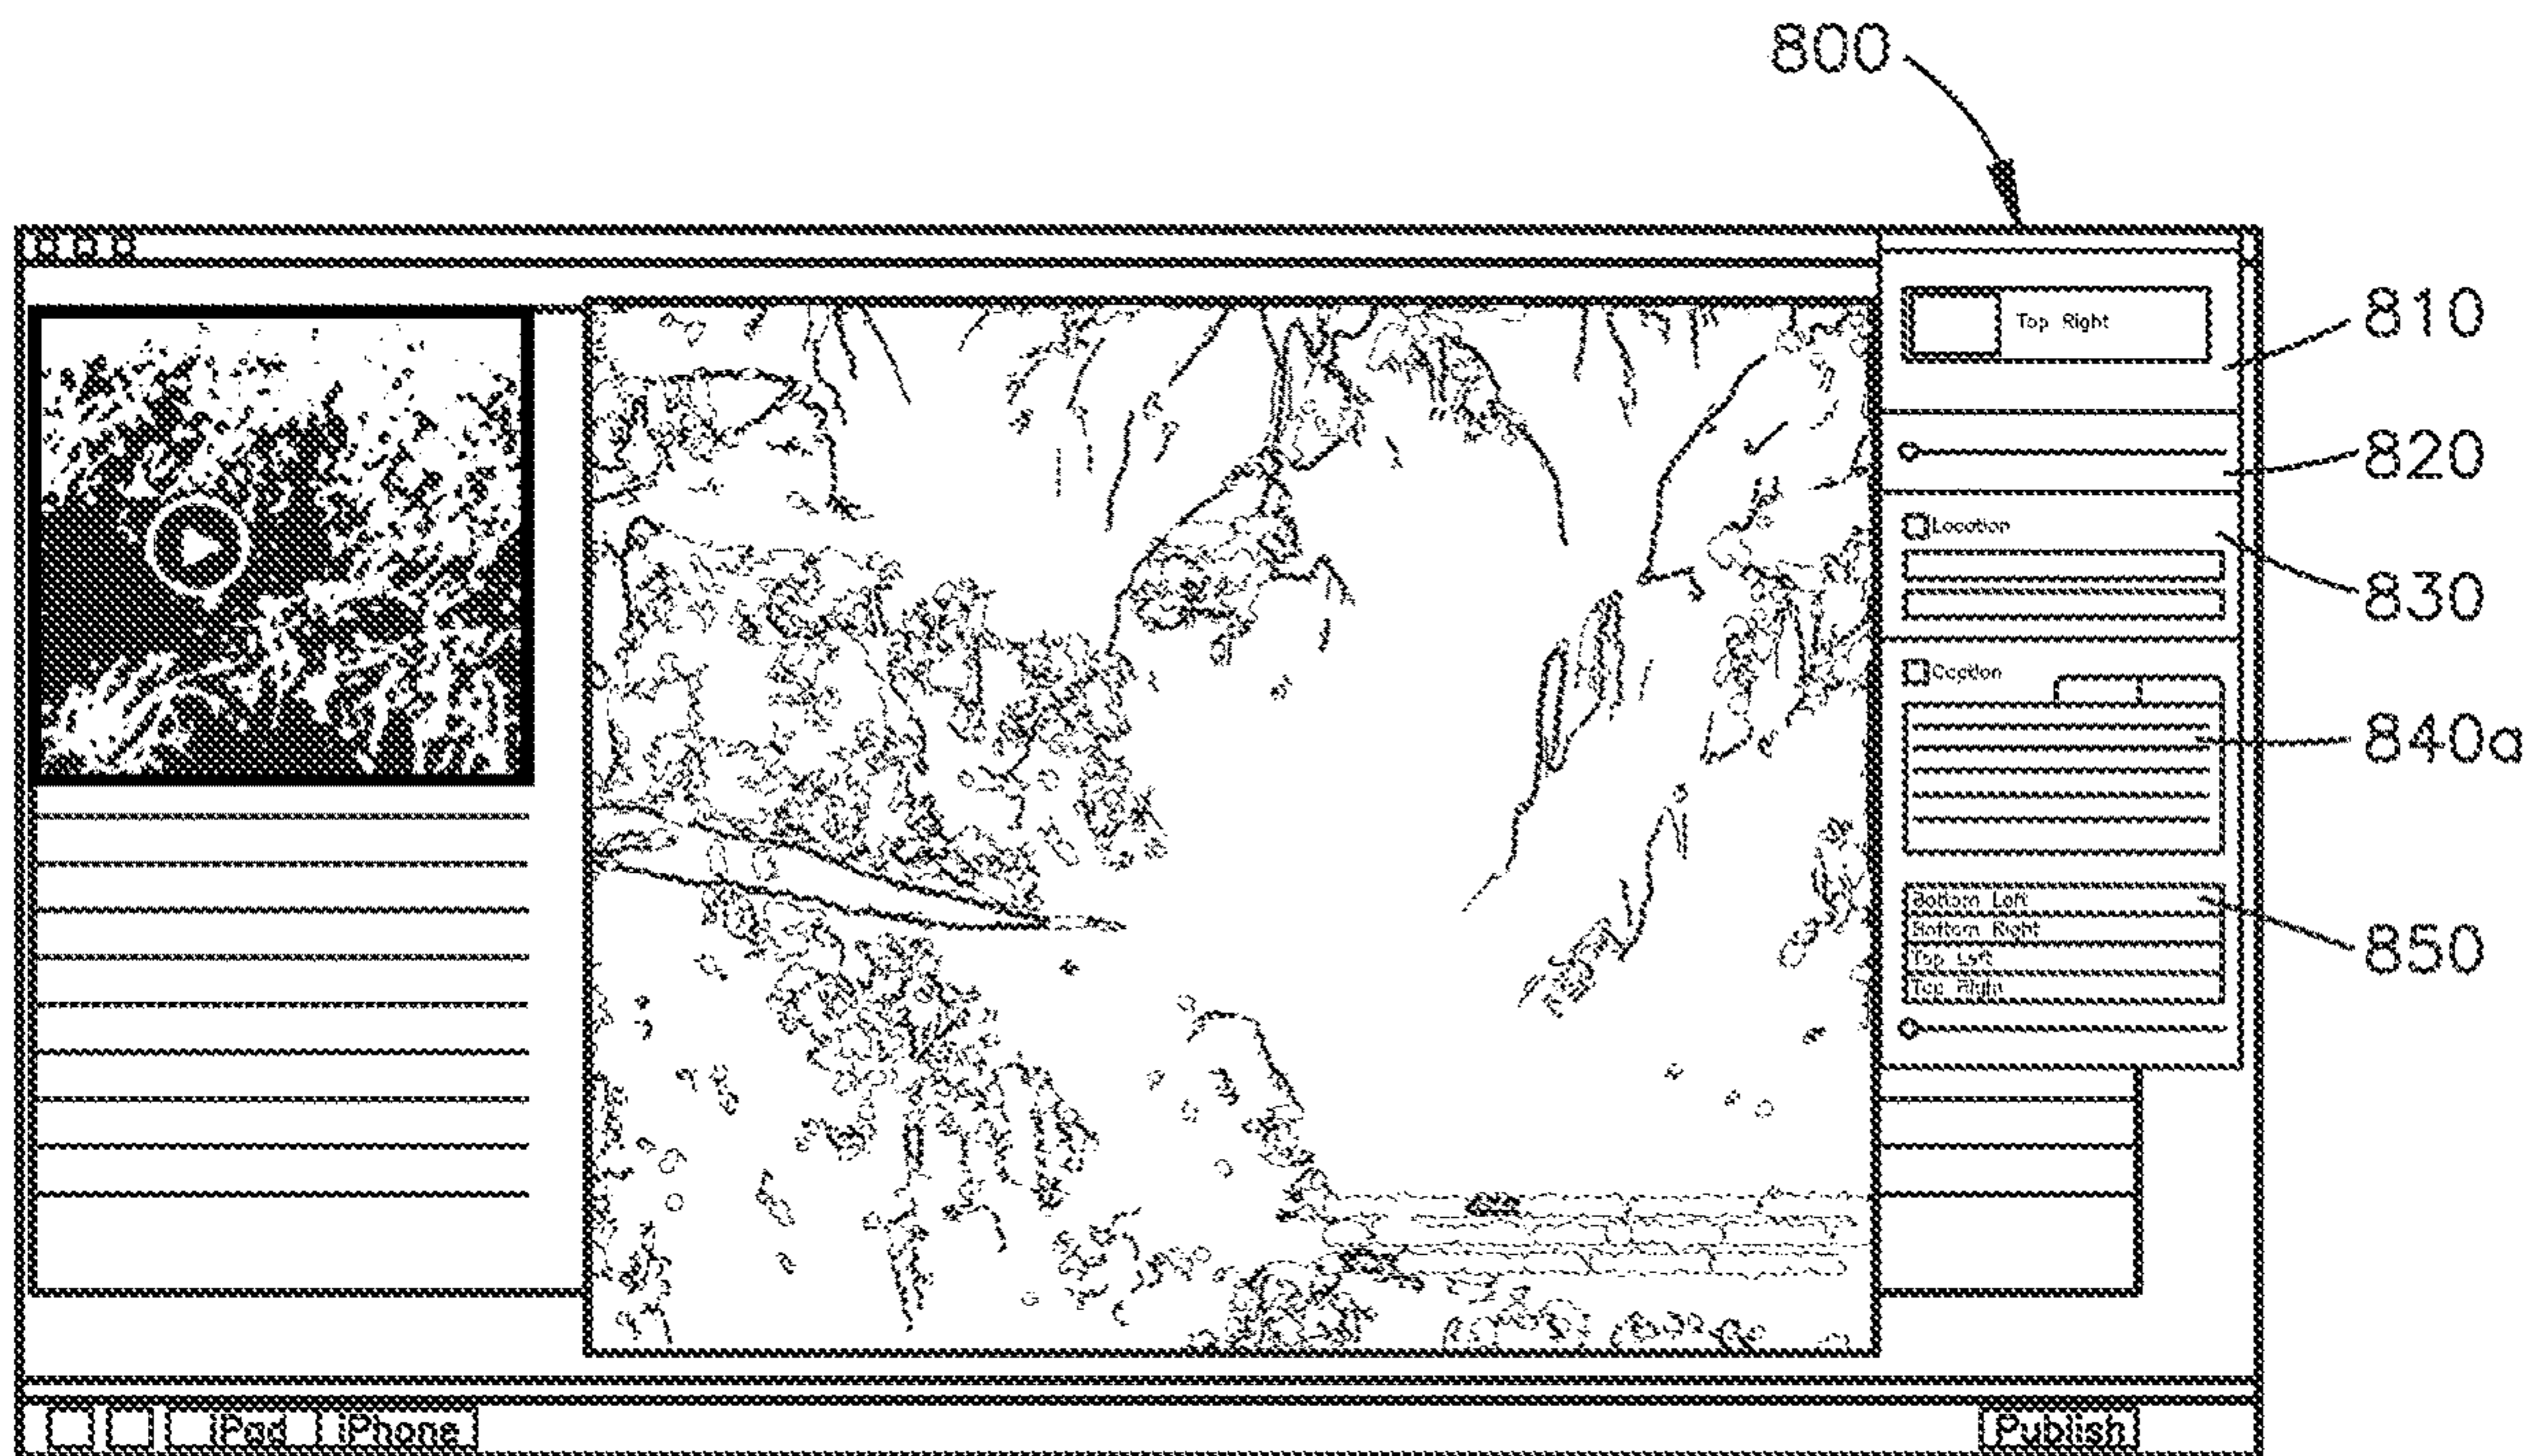 800
Top Right
810
820
Location
830
Caption
840a
Bottom Left
Bottom Right
Top Left
Top Right
850
iPad
iPhone
Publish